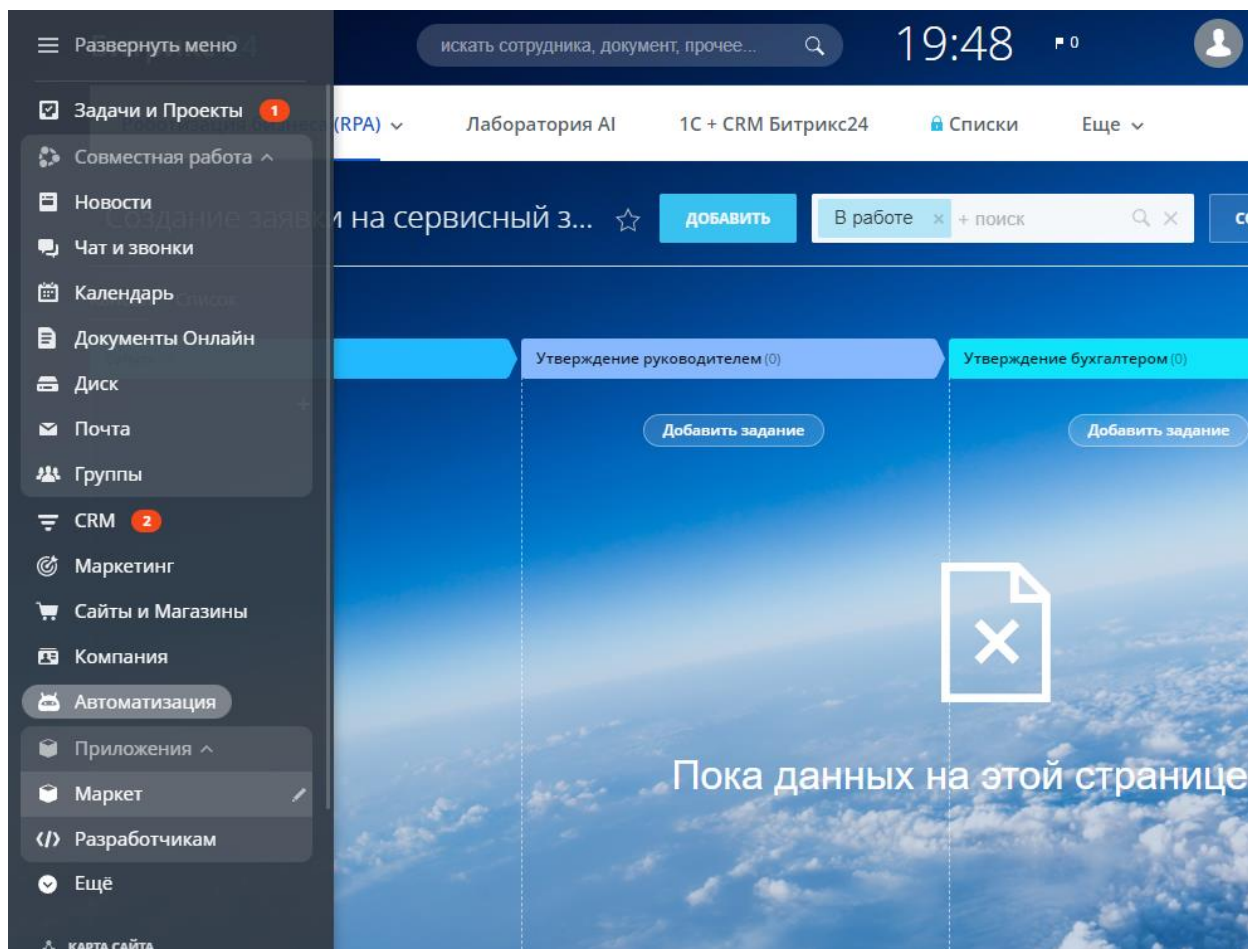 Развернуть меню
искать сотрудника, документ, прочее...
19:48
0
Задачи и Проекты 1
(RPA)
Лаборатория AI
1С + CRM Битрикс24
Списки
Еще
Совместная работа
Новости
Создание заявки на сервисный з...
ДОБАВИТЬ
В работе × + поиск
Чат и звонки
Календарь
Список
Документы Онлайн
Утверждение руководителем (0)
Утверждение бухгалтером (0)
Диск
Почта
Добавить задание
Добавить задание
Группы
CRM 2
Маркетинг
Сайты и Магазины
Компания
Автоматизация
Приложения
Пока данных на этой странице
Маркет
Разработчикам
Ещё
КАРТА САЙТА